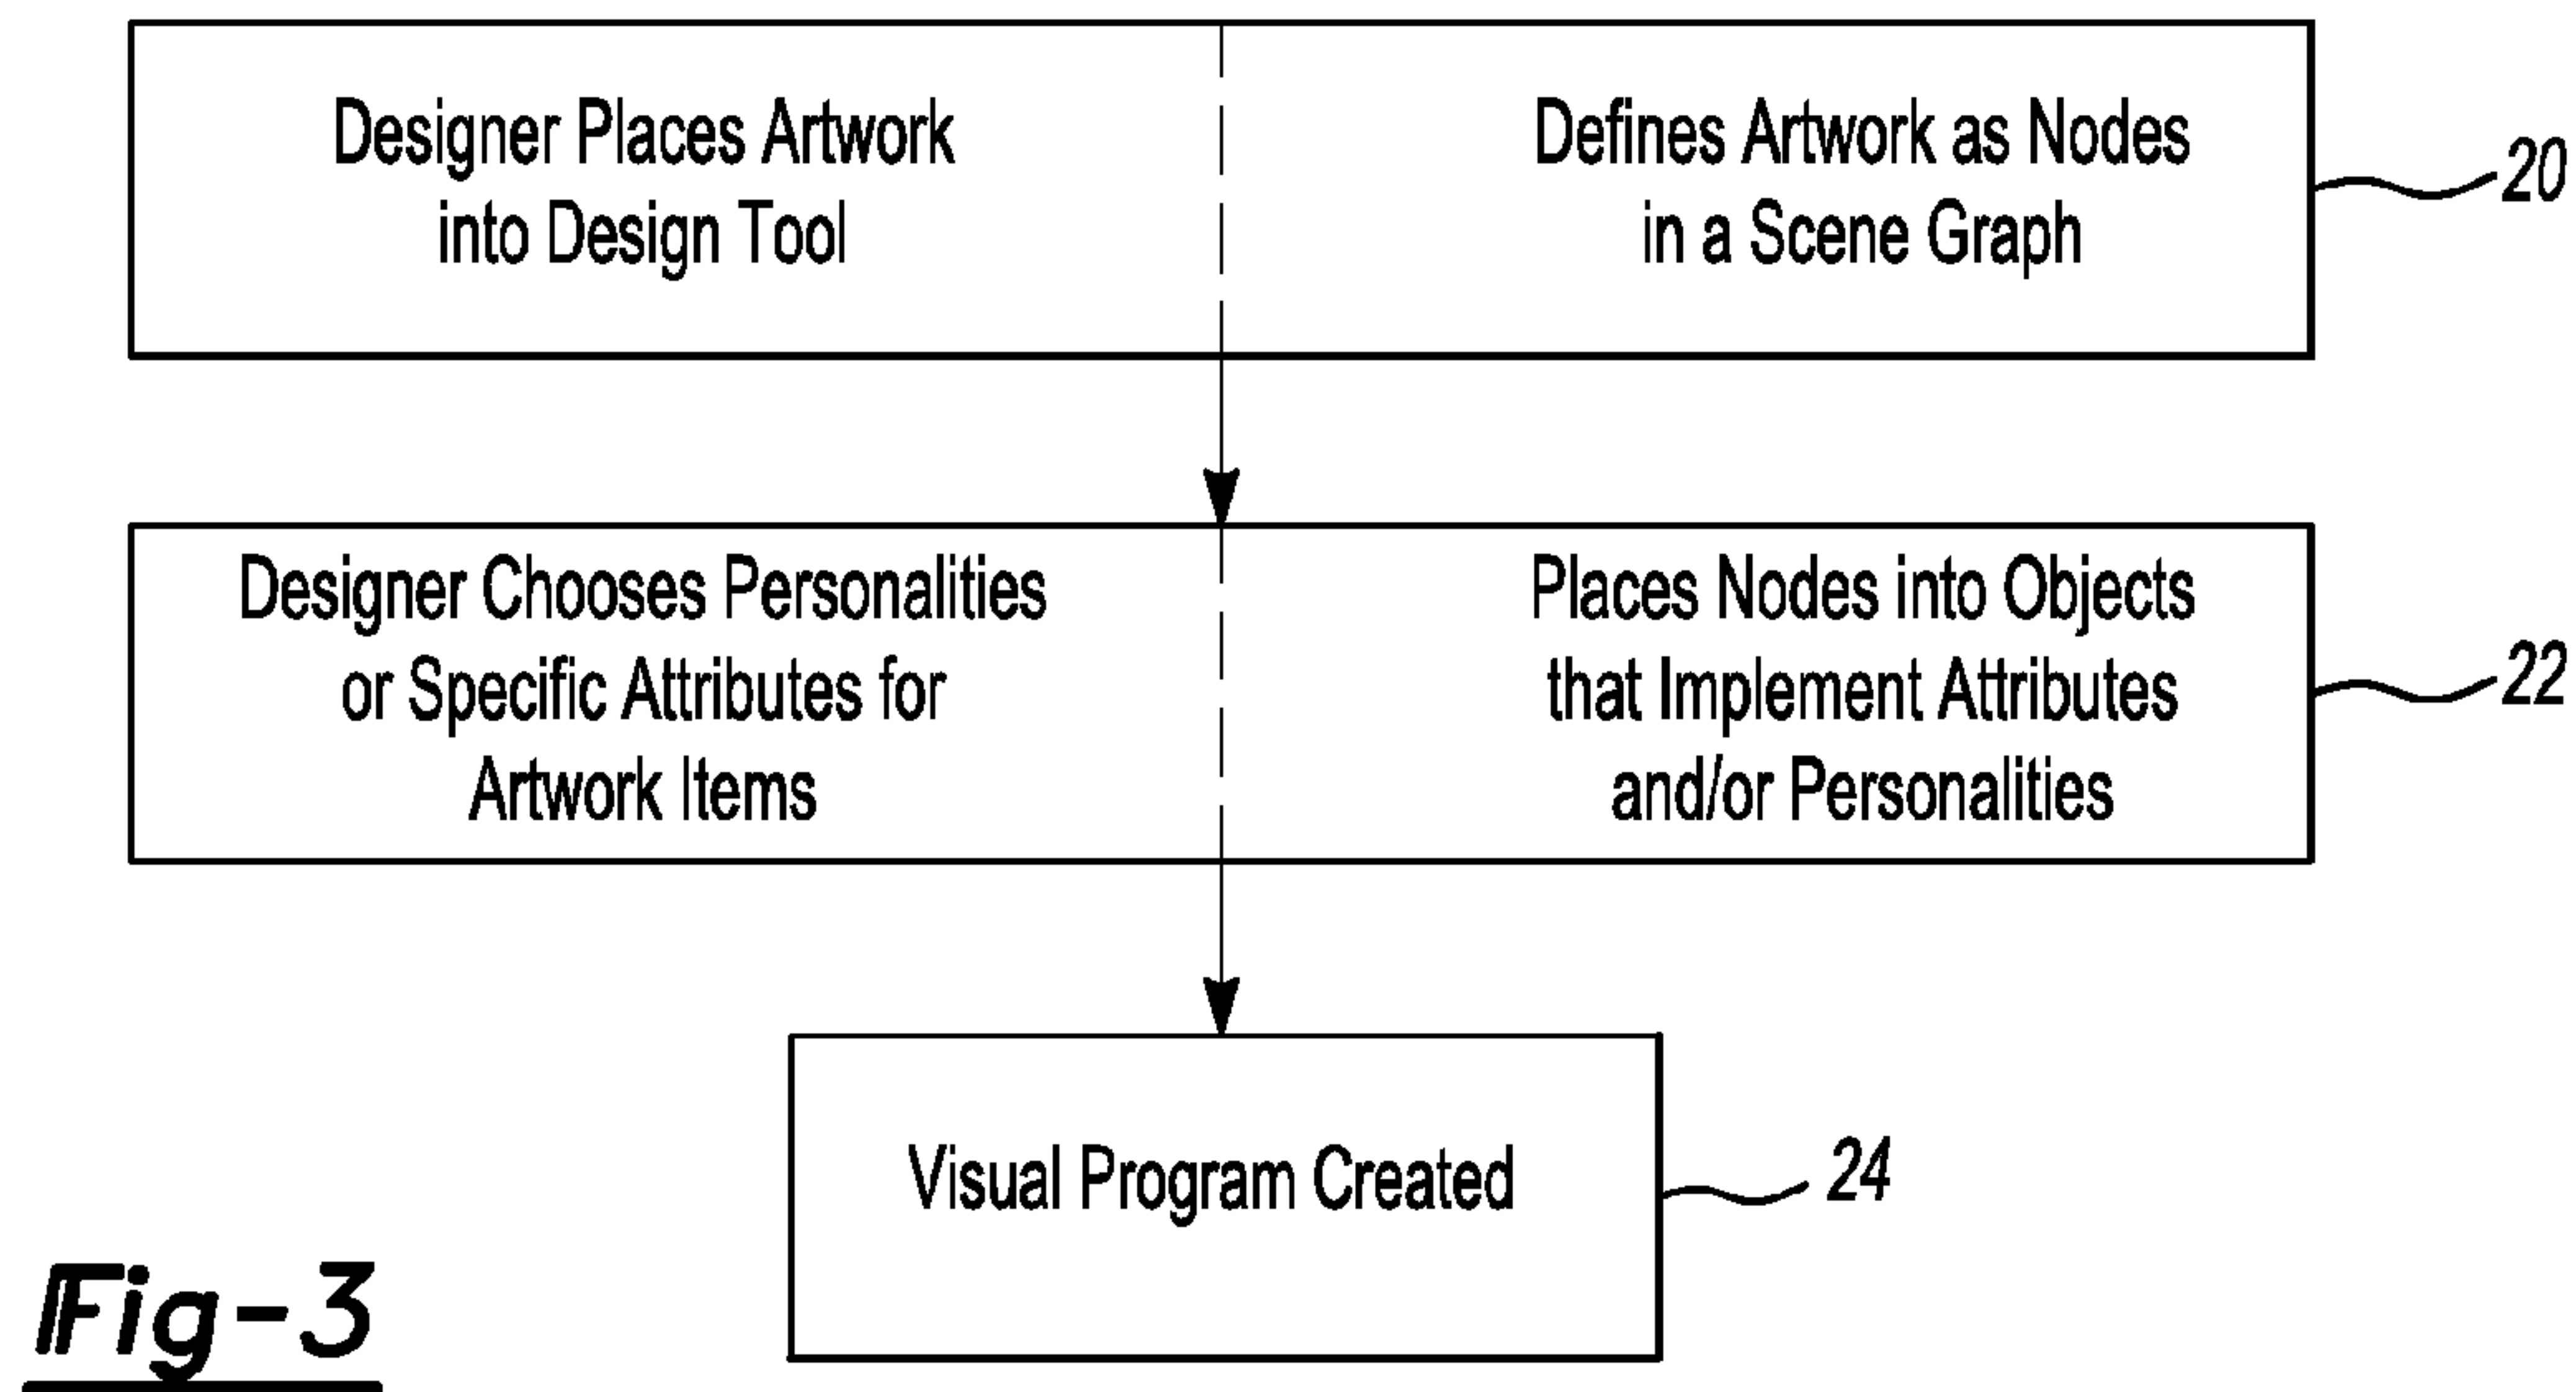 Designer Places Artwork
into Design Tool
Defines Artwork as Nodes
in a Scene Graph
20
Designer Chooses Personalities
or Specific Attributes for
Artwork Items
Places Nodes into Objects
that Implement Attributes
and/or Personalities
22
Visual Program Created
24
Fig-3